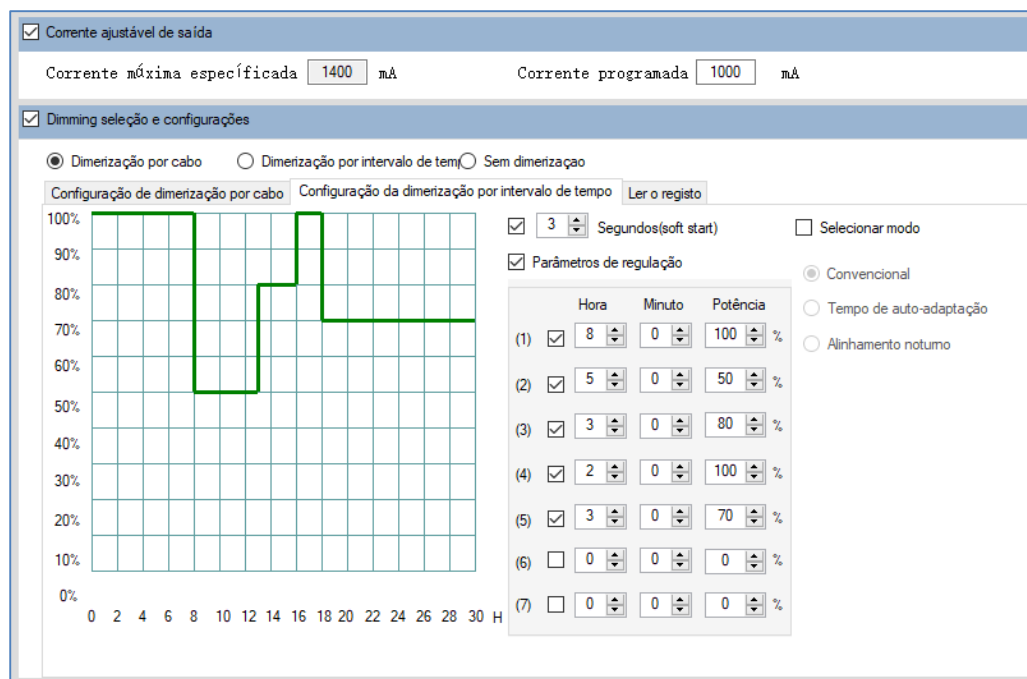 Corrente ajustável de saída
Corrente máxima específicada 1400 mA Corrente programada 1000 mA
Dimming seleção e configurações
Dimerização por cabo Dimerização por intervalo de temp Sem dimerizaçao
Configuração de dimerização por cabo Configuração da dimerização por intervalo de tempo Ler o registo
100%
90%
80%
70%
60%
50%
40%
30%
20%
10%
0%
0 2 4 6 8 10 12 14 16 18 20 22 24 26 28 30 H
3 Segundos(soft start)
Parâmetros de regulação
Hora Minuto Potência
(1) 8 0 100 %
(2) 5 0 50 %
(3) 3 0 80 %
(4) 2 0 100 %
(5) 3 0 70 %
(6) 0 0 0 %
(7) 0 0 0 %
Selecionar modo
Convencional
Tempo de auto-adaptação
Alinhamento noturno